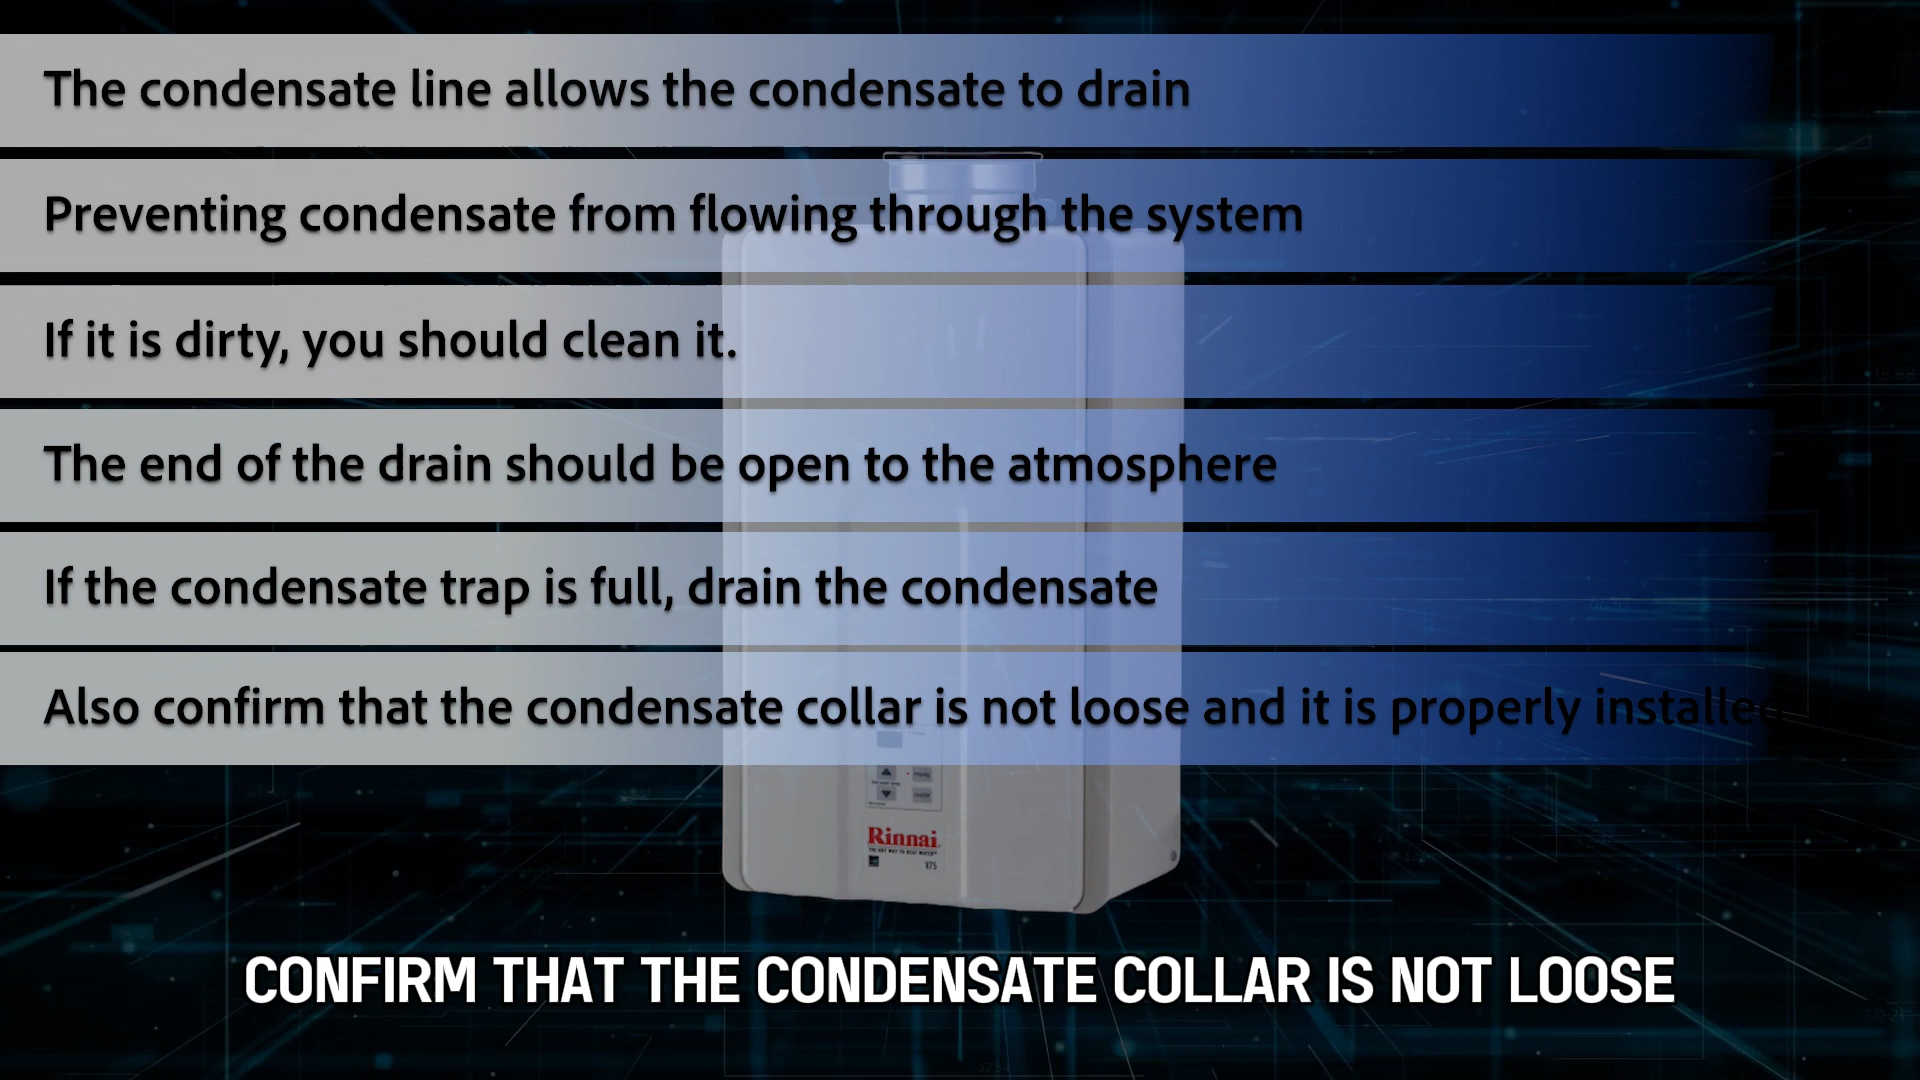 The condensate line allows the condensate to drain
Preventing condensate from flowing through the system
If it is dirty, you should clean it.
The end of the drain should be open to the atmosphere
If the condensate trap is full, drain the condensate
Also confirm that the condensate collar is not loose and it is properly installed
Rinnai
V75
CONFIRM THAT THE CONDENSATE COLLAR IS NOT LOOSE